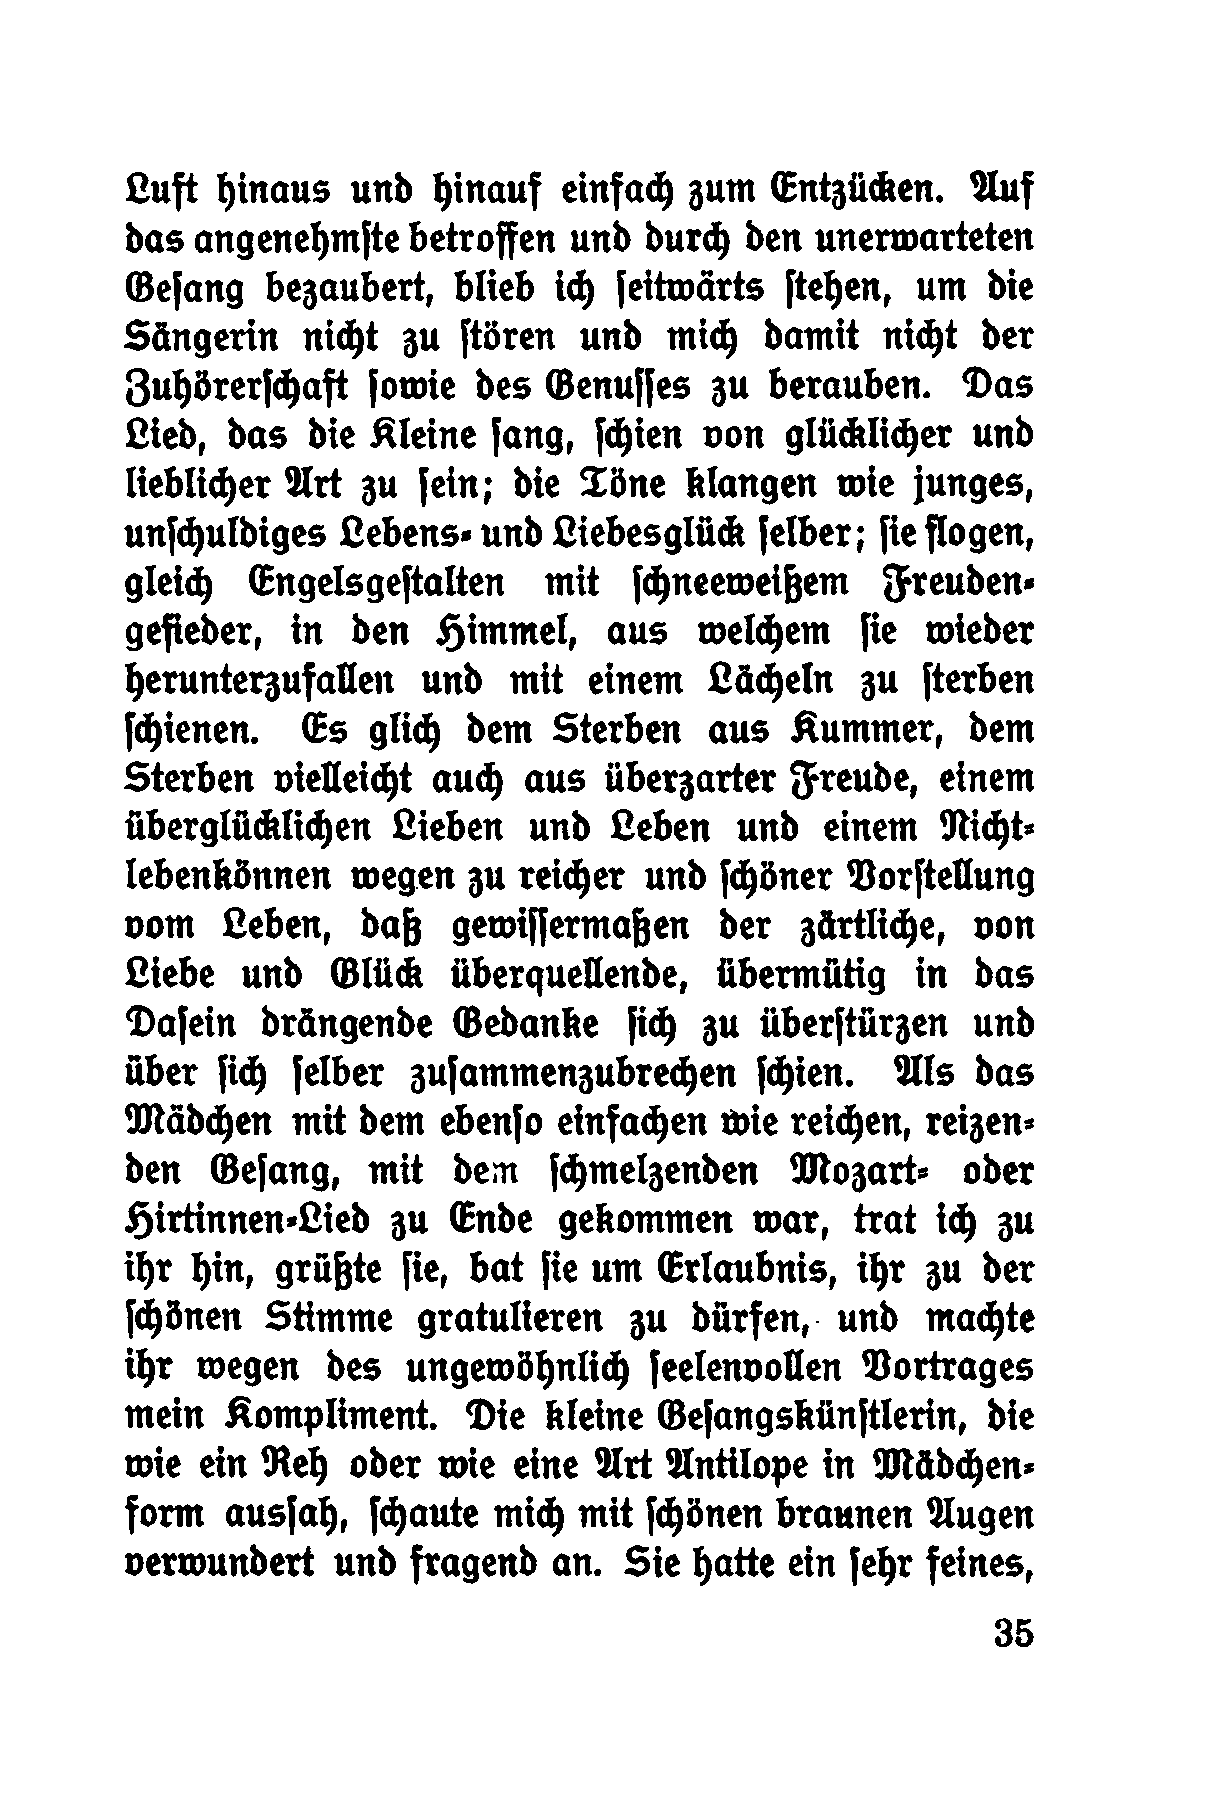 Luft hinaus und hinauf einfach zum Entzücken. Auf
das angenehmſte betroffen und durch den unerwarteten
Geſang bezaubert, blieb ich ſeitwärts ſtehen, um die
Sängerin nicht zu ſtören und mich damit nicht der
Zuhörerſchaft ſowie des Genuſſes zu berauben. Das
Lied, das die Kleine ſang, ſchien von glücklicher und
lieblicher Art zu ſein; die Töne klangen wie junges,
unſchuldiges Lebens- und Liebesglück ſelber; ſie flogen,
gleich Engelsgeſtalten mit ſchneeweißem Freuden-
gefieder, in den Himmel, aus welchem ſie wieder
herunterzufallen und mit einem Lächeln zu ſterben
ſchienen. Es glich dem Sterben aus Kummer, dem
Sterben vielleicht auch aus überzarter Freude, einem
überglücklichen Lieben und Leben und einem Nicht-
lebenkönnen wegen zu reicher und ſchöner Vorſtellung
vom Leben, daß gewiſſermaßen der zärtliche, von
Liebe und Glück überquellende, übermütig in das
Daſein drängende Gedanke ſich zu überſtürzen und
über ſich ſelber zuſammenzubrechen ſchien. Als das
Mädchen mit dem ebenſo einfachen wie reichen, reizen-
den Geſang, mit dem ſchmelzenden Mozart- oder
Hirtinnen-Lied zu Ende gekommen war, trat ich zu
ihr hin, grüßte ſie, bat ſie um Erlaubnis, ihr zu der
ſchönen Stimme gratulieren zu dürfen, und machte
ihr wegen des ungewöhnlich ſeelenvollen Vortrages
mein Kompliment. Die kleine Geſangskünſtlerin, die
wie ein Reh oder wie eine Art Antilope in Mädchen-
form ausſah, ſchaute mich mit ſchönen braunen Augen
verwundert und fragend an. Sie hatte ein ſehr feines,
35